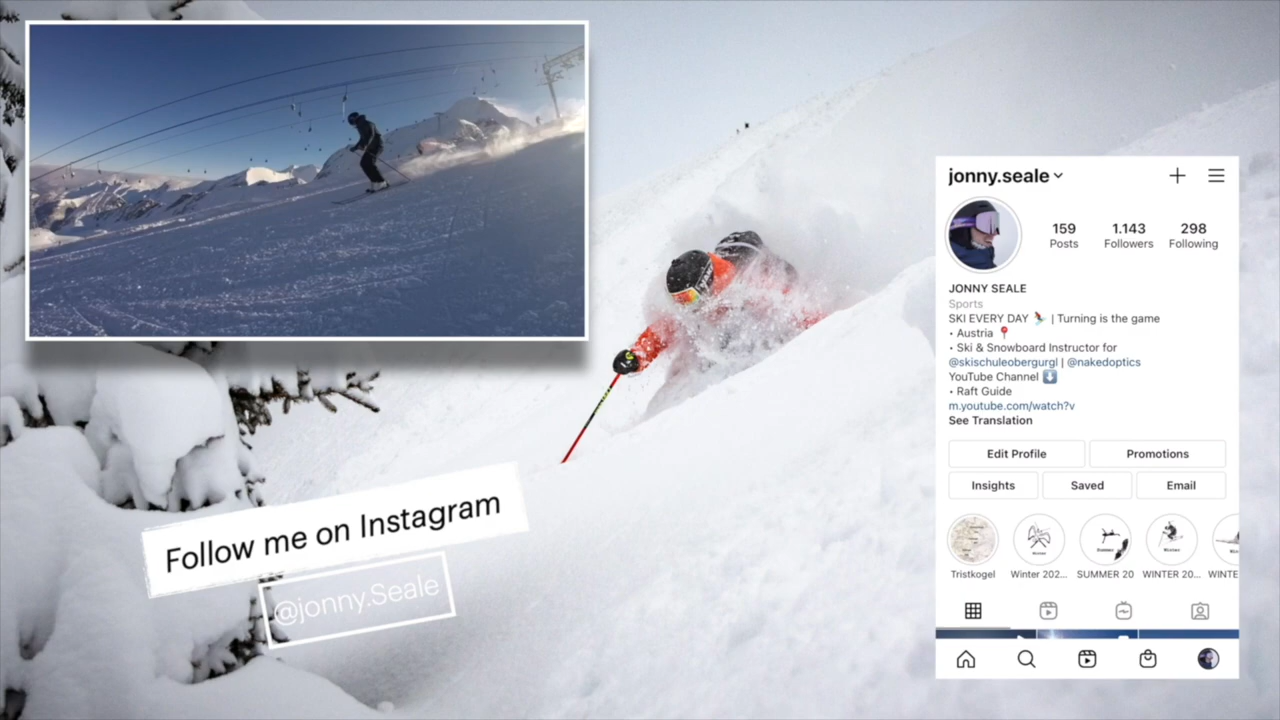 Follow me on Instagram
@jonny.Seale
jonny.seale
159 1.143 298
Posts Followers Following
JONNY SEALE
Sports
SKI EVERY DAY ⛷ | Turning is the game
• Austria 📍
• Ski & Snowboard Instructor for
@skischuleobergurgl | @nakedoptics
YouTube Channel ⬇️
• Raft Guide
m.youtube.com/watch?v
See Translation
Edit Profile Promotions
Insights Saved Email
Tristkogel Winter 202... SUMMER 20 WINTER 20... WINTE